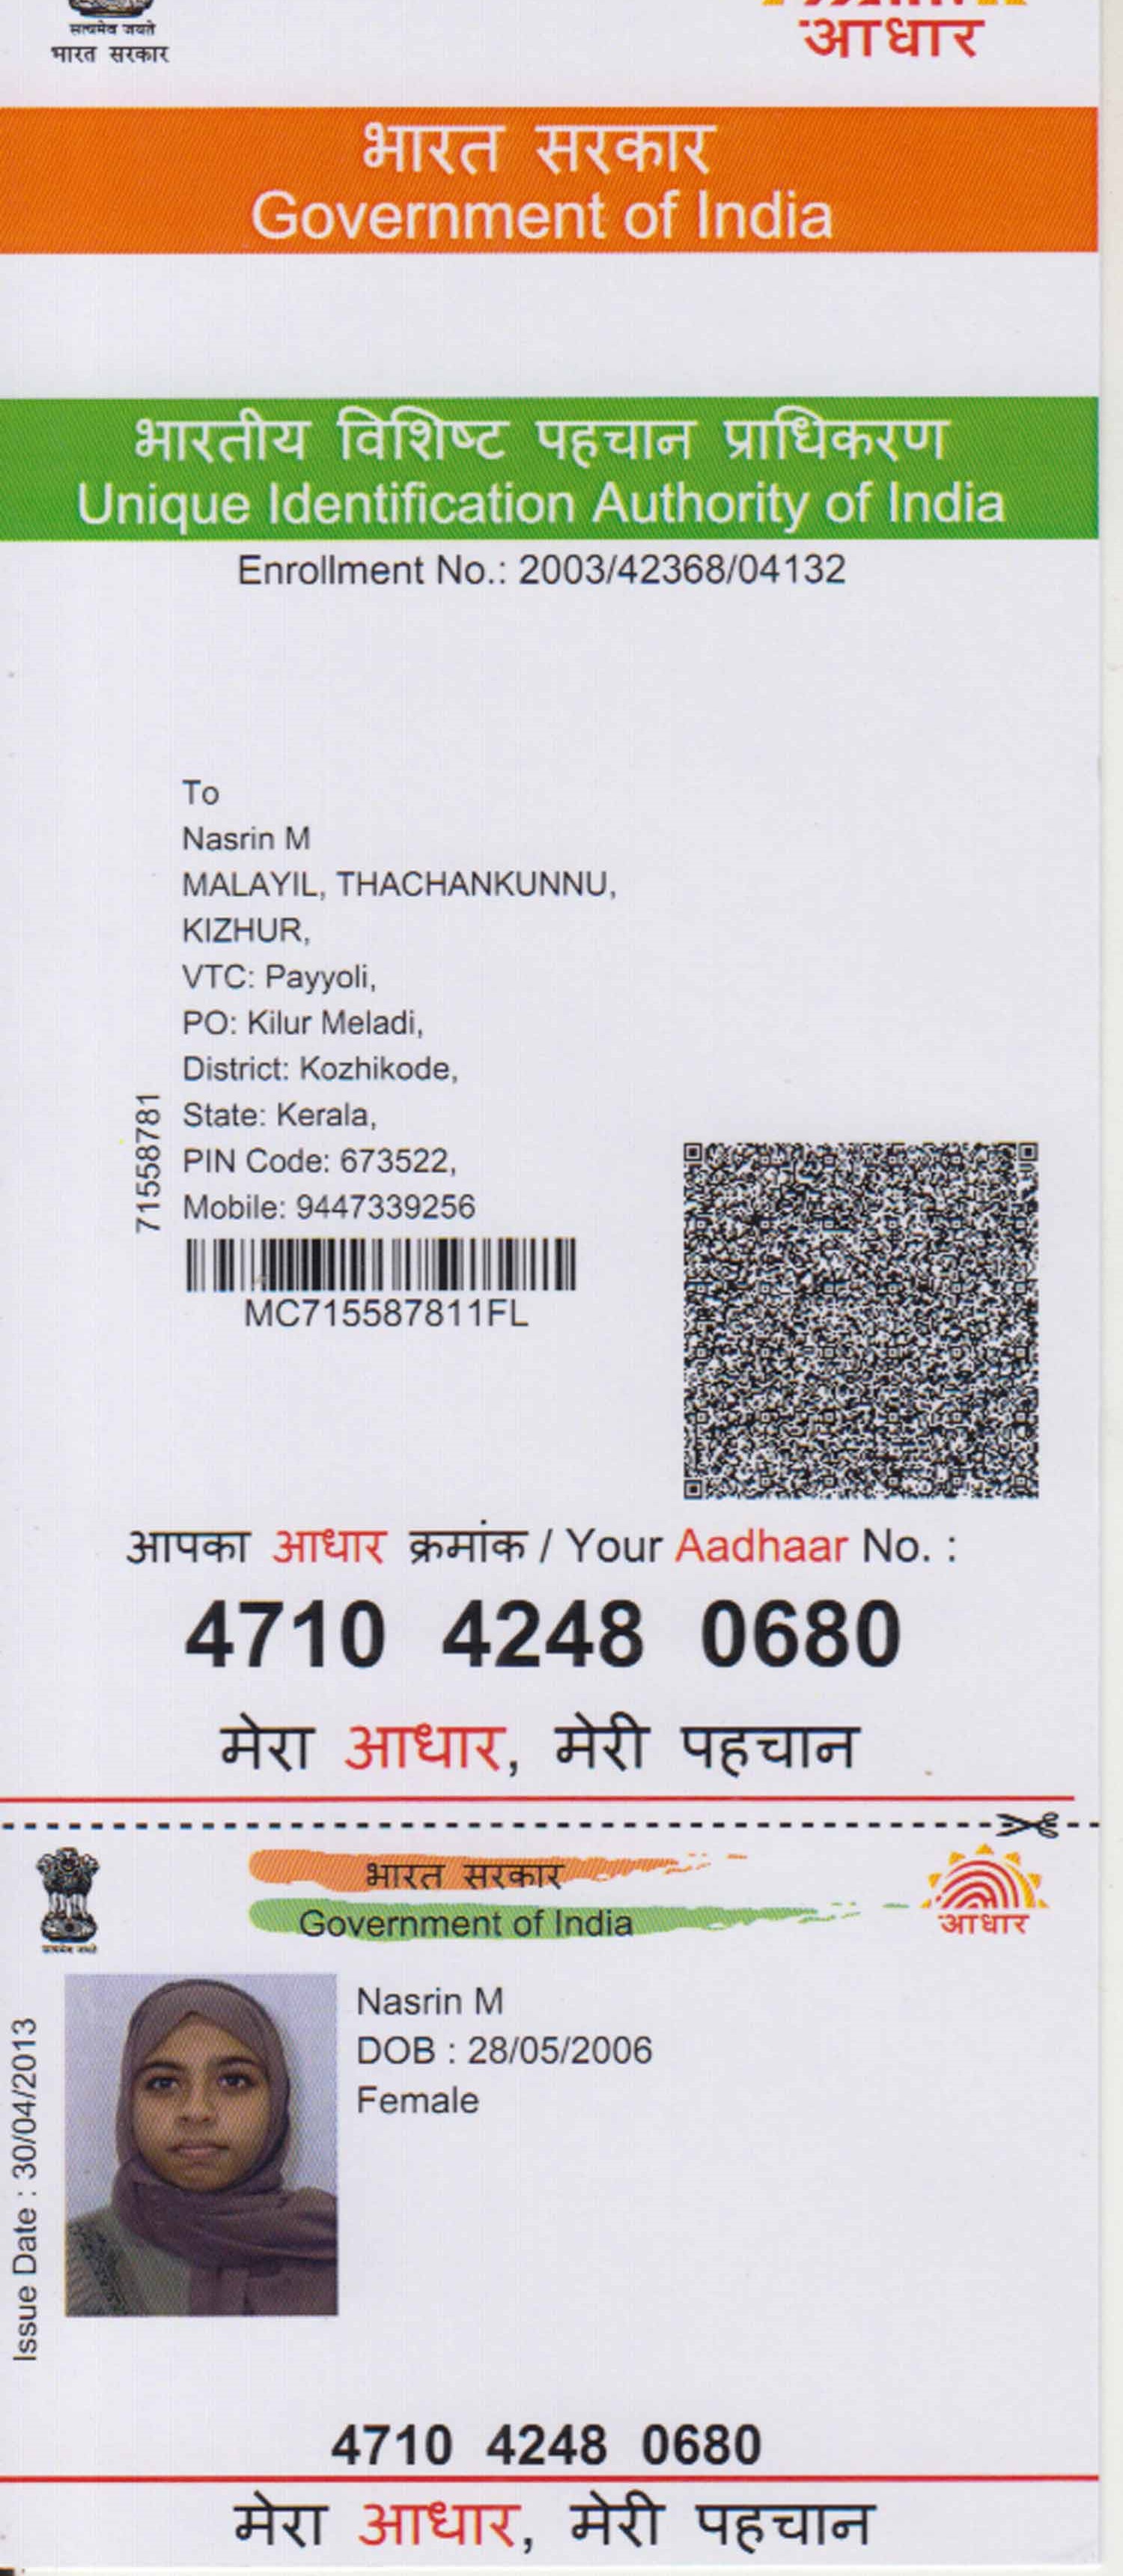 सत्यमेव जयते
भारत सरकार
आधार
भारत सरकार
Government of India
भारतीय विशिष्ट पहचान प्राधिकरण
Unique Identification Authority of India
Enrollment No.: 2003/42368/04132
To
Nasrin M
MALAYIL, THACHANKUNNU,
KIZHUR,
VTC: Payyoli,
PO: Kilur Meladi,
District: Kozhikode,
State: Kerala,
PIN Code: 673522,
Mobile: 9447339256
71558781
MC715587811FL
आपका आधार क्रमांक / Your Aadhaar No. :
4710 4248 0680
मेरा आधार, मेरी पहचान
भारत सरकार
Government of India
आधार
सत्यमेव जयते
Nasrin M
DOB : 28/05/2006
Female
Issue Date : 30/04/2013
4710 4248 0680
मेरा आधार, मेरी पहचान